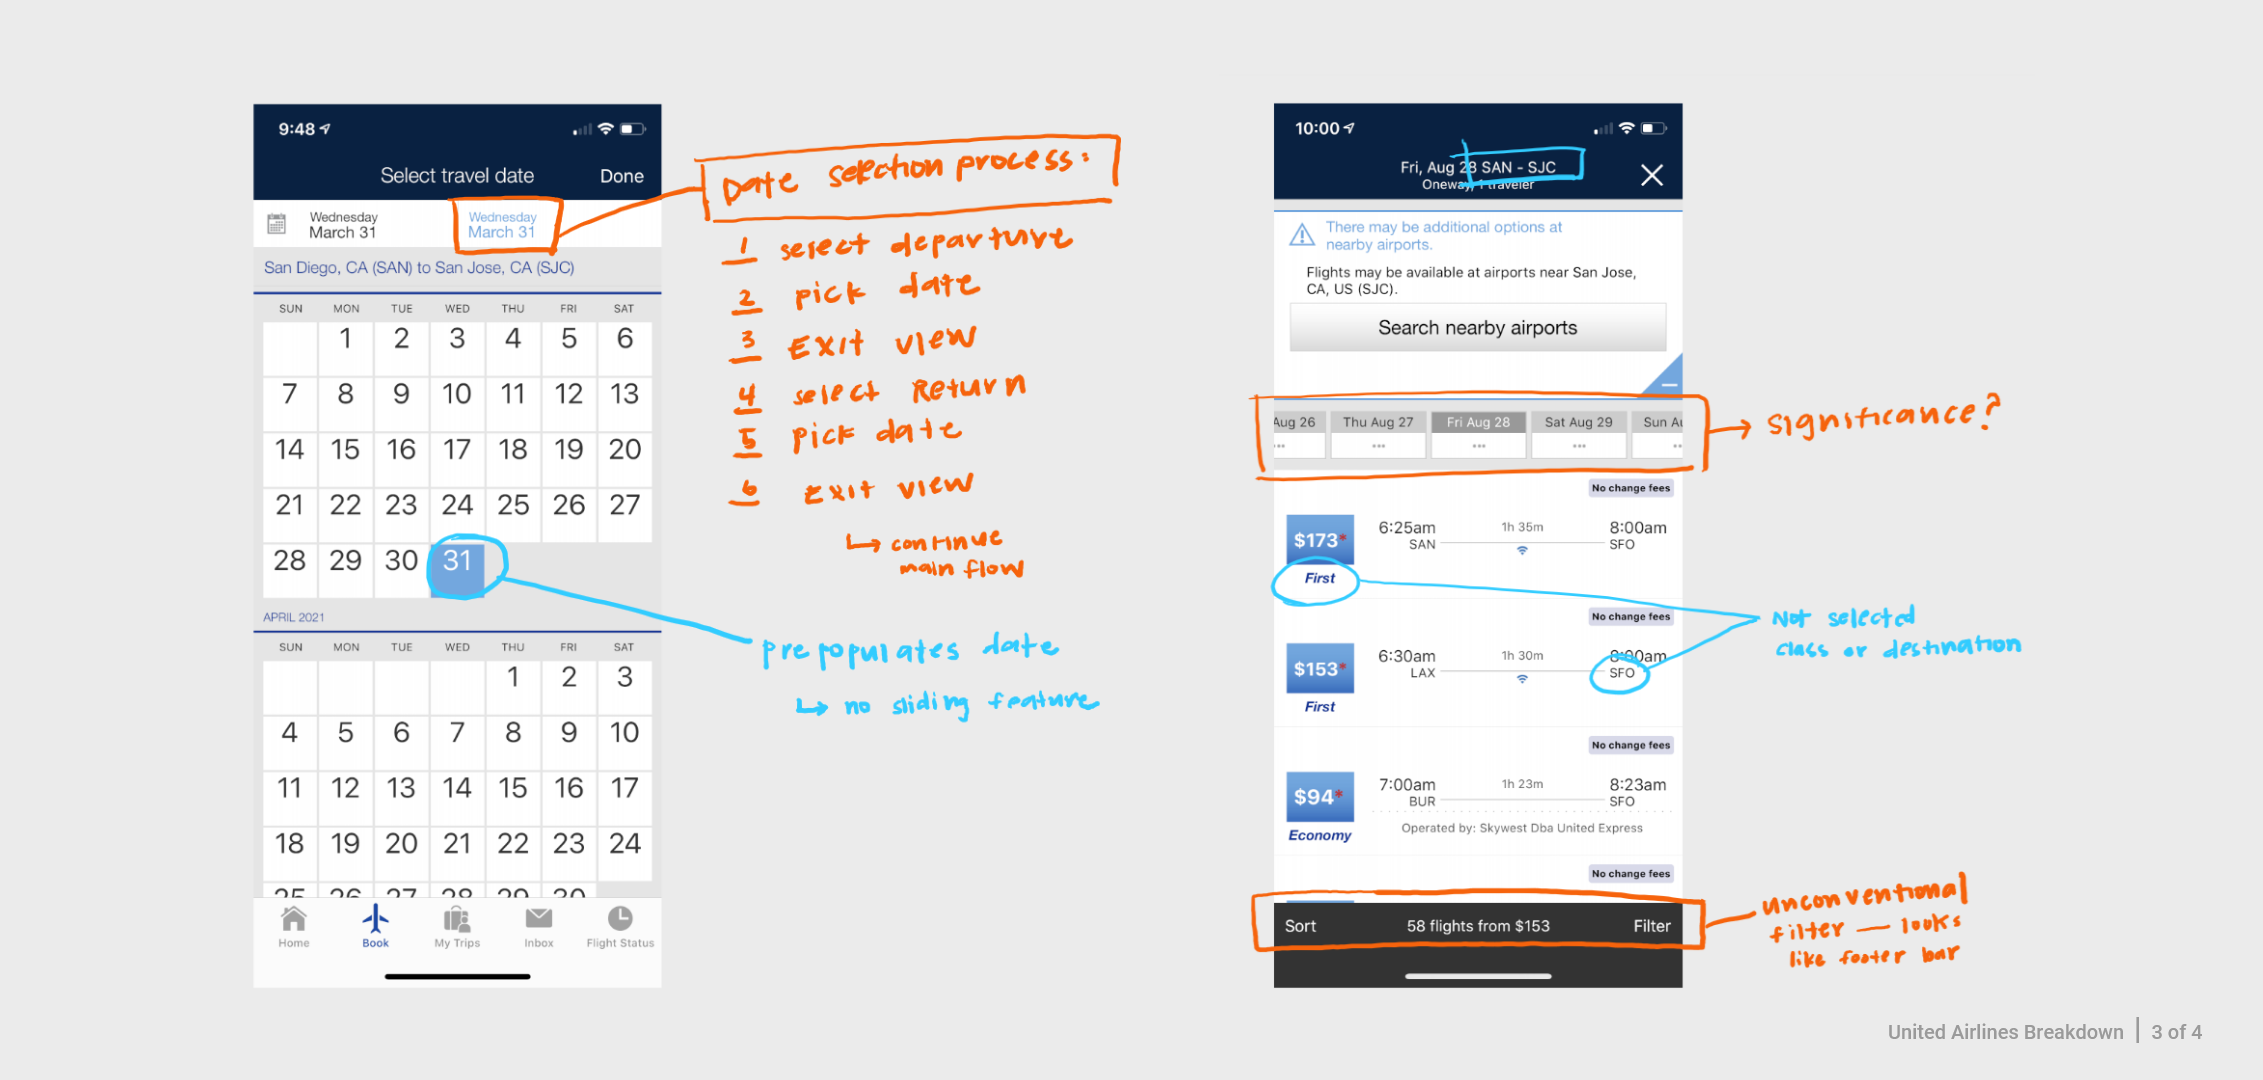 9:48
Select travel date
Done
Wednesday
March 31
Wednesday
March 31
San Diego, CA (SAN) to San Jose, CA (SJC)
SUN MON TUE WED THU FRI SAT
1 2 3 4 5 6
7 8 9 10 11 12 13
14 15 16 17 18 19 20
21 22 23 24 25 26 27
28 29 30 31
APRIL 2021
SUN MON TUE WED THU FRI SAT
1 2 3
4 5 6 7 8 9 10
11 12 13 14 15 16 17
18 19 20 21 22 23 24
25 26 27 28 29 30
Home Book My Trips Inbox Flight Status
Date selection process:
1 select departure
2 pick date
3 Exit view
4 select Return
5 pick date
6 Exit view
↳ continue
main flow
prepopulates date
↳ no sliding feature
10:00
Fri, Aug 28 SAN - SJC
Oneway, 1 traveler
There may be additional options at
nearby airports.
Flights may be available at airports near San Jose,
CA, US (SJC).
Search nearby airports
Aug 26 Thu Aug 27 Fri Aug 28 Sat Aug 29 Sun Au
... ... ... ... ..
→ significance?
No change fees
$173* 6:25am 1h 35m 8:00am
SAN SFO
First
No change fees
$153* 6:30am 1h 30m 8:00am
LAX SFO
First
Not selected
class or destination
No change fees
$94* 7:00am 1h 23m 8:23am
BUR SFO
Economy
Operated by: Skywest Dba United Express
No change fees
Sort 58 flights from $153 Filter
unconventional
filter — looks
like footer bar
United Airlines Breakdown | 3 of 4